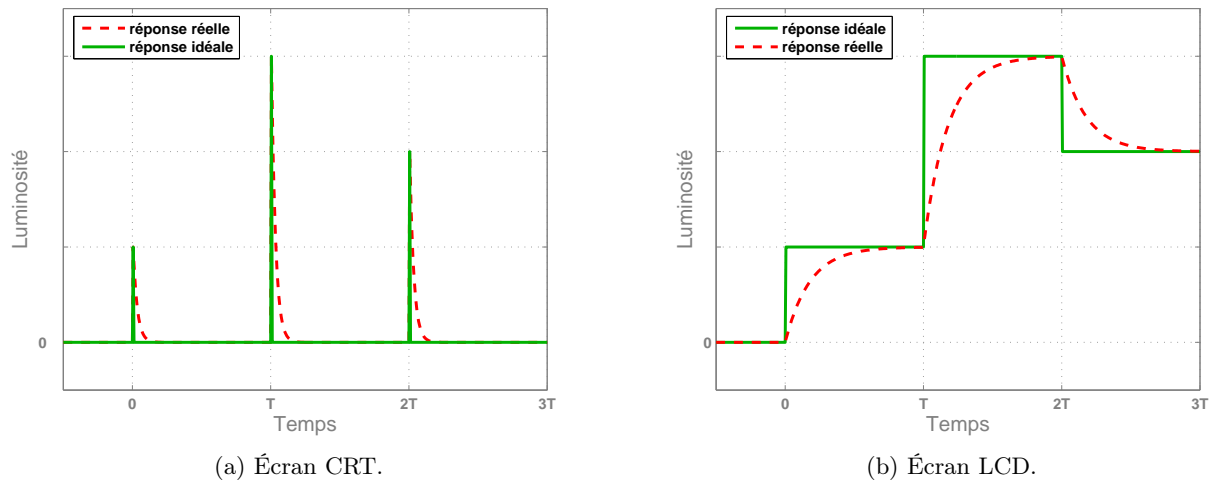 réponse réelle
réponse idéale
Luminosité
0
0 T 2T 3T
Temps
(a) Écran CRT.
réponse idéale
réponse réelle
Luminosité
0
0 T 2T 3T
Temps
(b) Écran LCD.